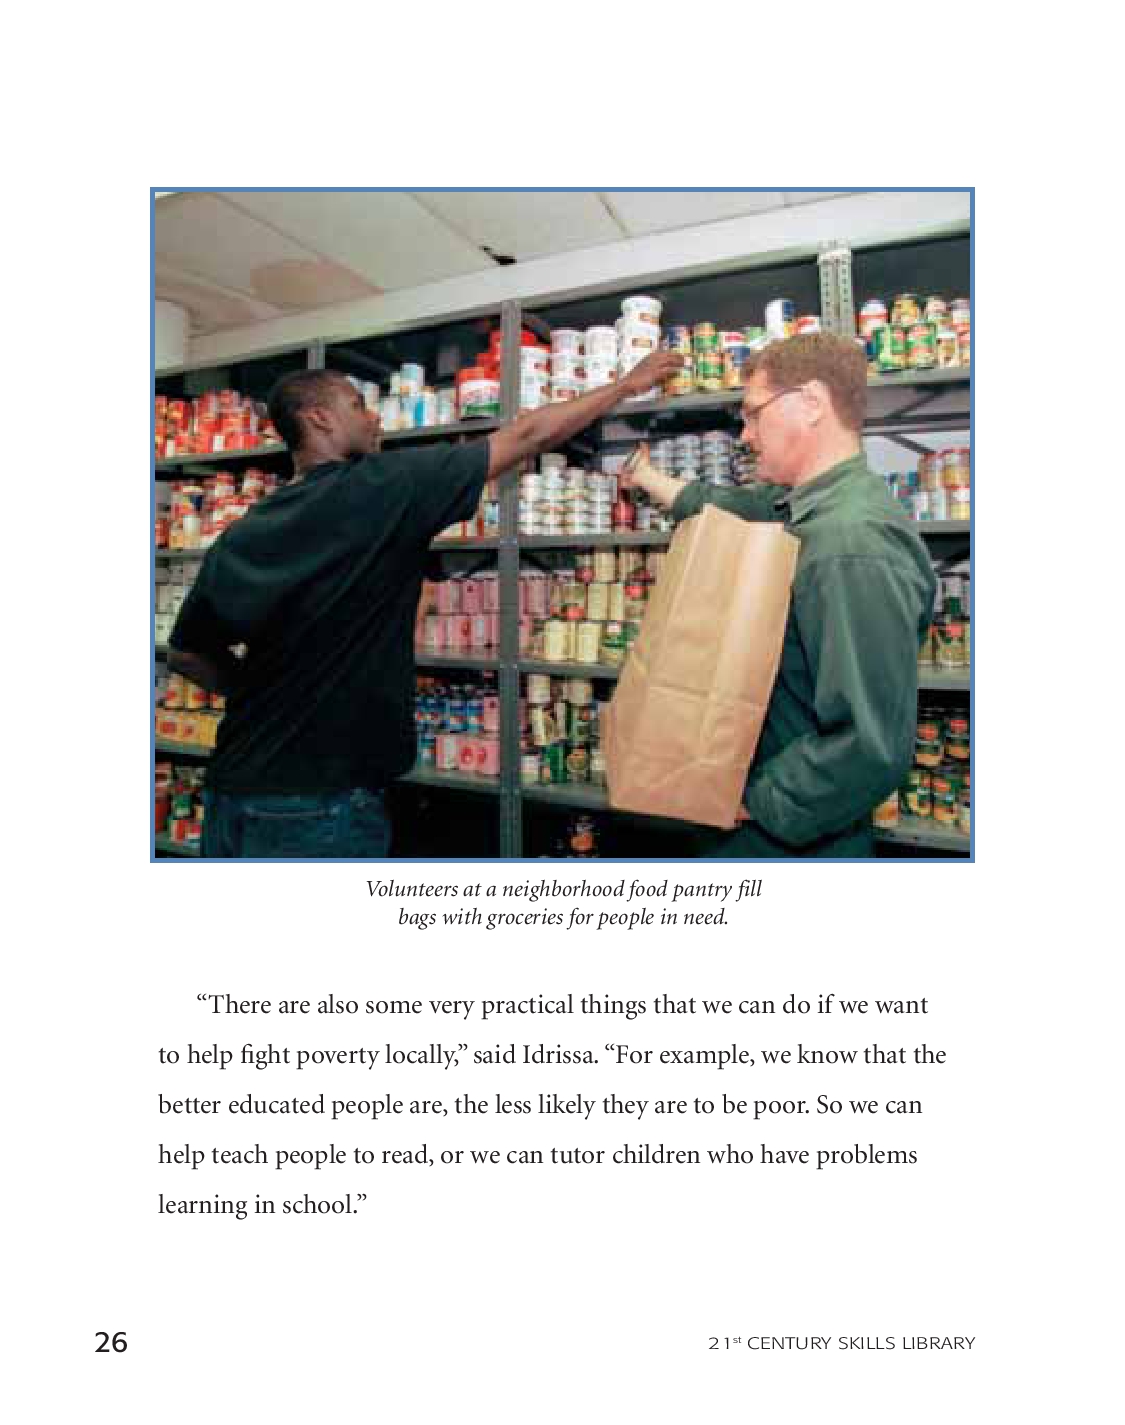 Volunteers at a neighborhood food pantry fill
bags with groceries for people in need.
“There are also some very practical things that we can do if we want
to help fight poverty locally,” said Idrissa. “For example, we know that the
better educated people are, the less likely they are to be poor. So we can
help teach people to read, or we can tutor children who have problems
learning in school.”
26
21st CENTURY SKILLS LIBRARY